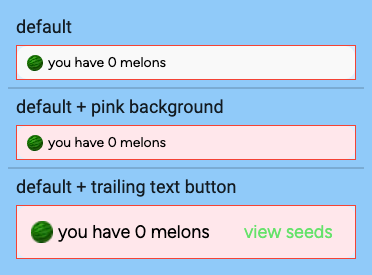 default
you have 0 melons
default + pink background
you have 0 melons
default + trailing text button
you have 0 melons view seeds